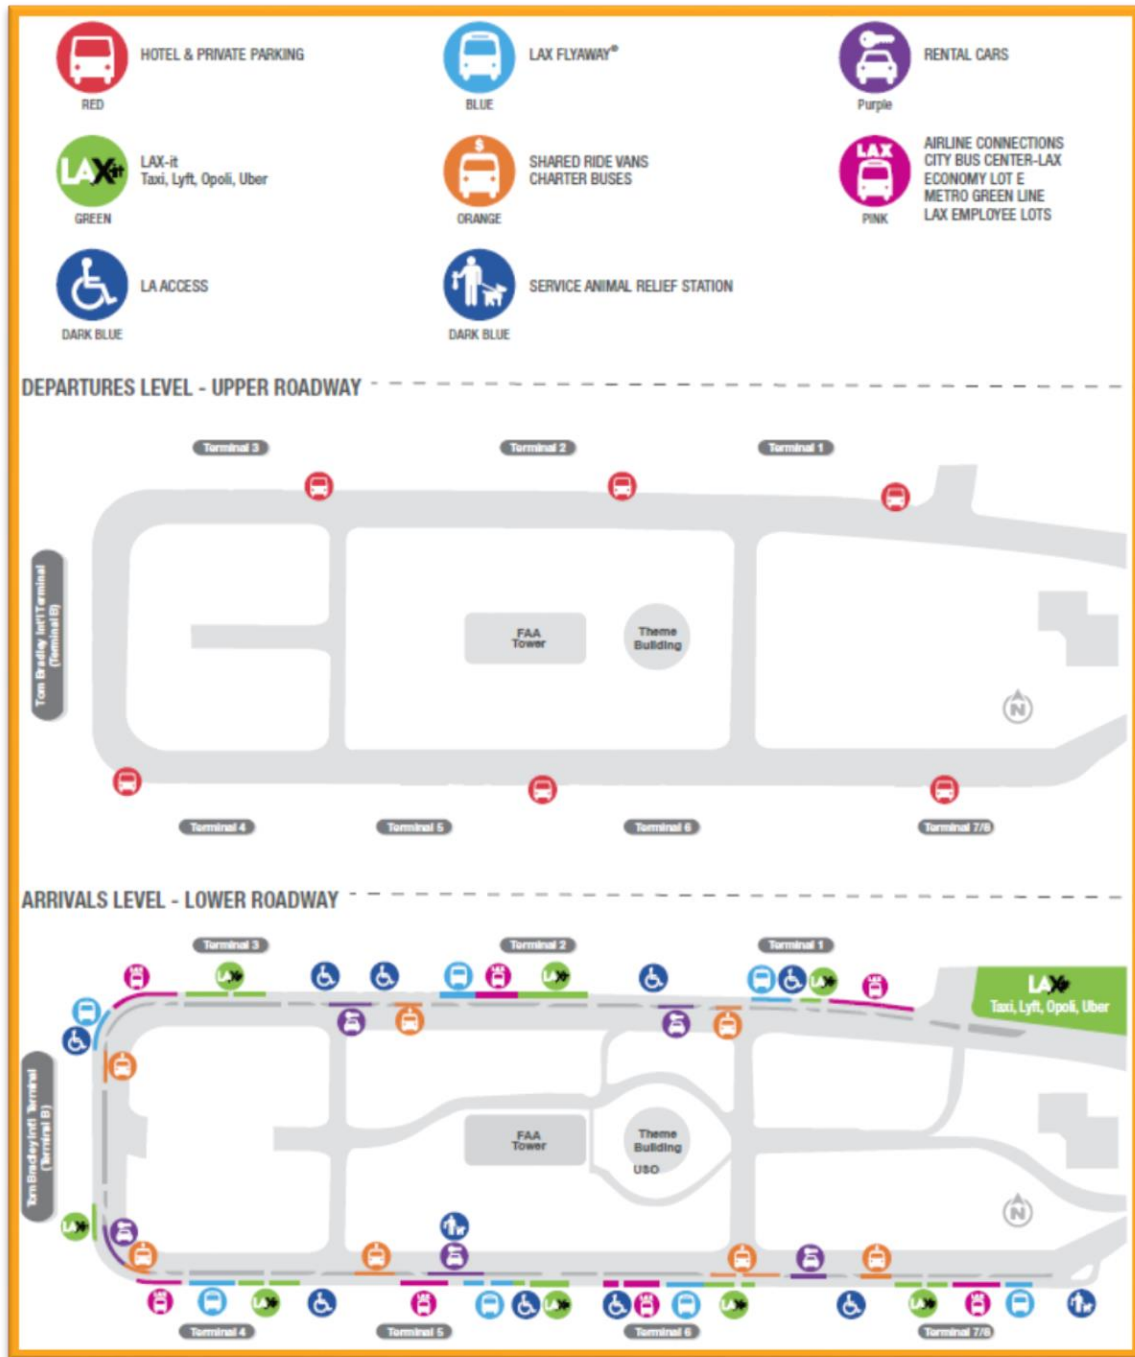 HOTEL & PRIVATE PARKING
RED
LAX FLYAWAY®
BLUE
RENTAL CARS
Purple
LAX-it
LAX-it
Taxi, Lyft, Opoli, Uber
GREEN
$
SHARED RIDE VANS
CHARTER BUSES
ORANGE
LAX
AIRLINE CONNECTIONS
CITY BUS CENTER-LAX
ECONOMY LOT E
METRO GREEN LINE
LAX EMPLOYEE LOTS
PINK
LA ACCESS
DARK BLUE
SERVICE ANIMAL RELIEF STATION
DARK BLUE
DEPARTURES LEVEL - UPPER ROADWAY
Terminal 3
Terminal 2
Terminal 1
Tom Bradley Int'l Terminal
(Terminal B)
FAA
Tower
Theme
Building
N
Terminal 4
Terminal 5
Terminal 6
Terminal 7/8
ARRIVALS LEVEL - LOWER ROADWAY
Terminal 3
Terminal 2
Terminal 1
LAX-it
Taxi, Lyft, Opoli, Uber
Tom Bradley Int'l Terminal
(Terminal B)
FAA
Tower
Theme
Building
USO
N
Terminal 4
Terminal 5
Terminal 6
Terminal 7/8